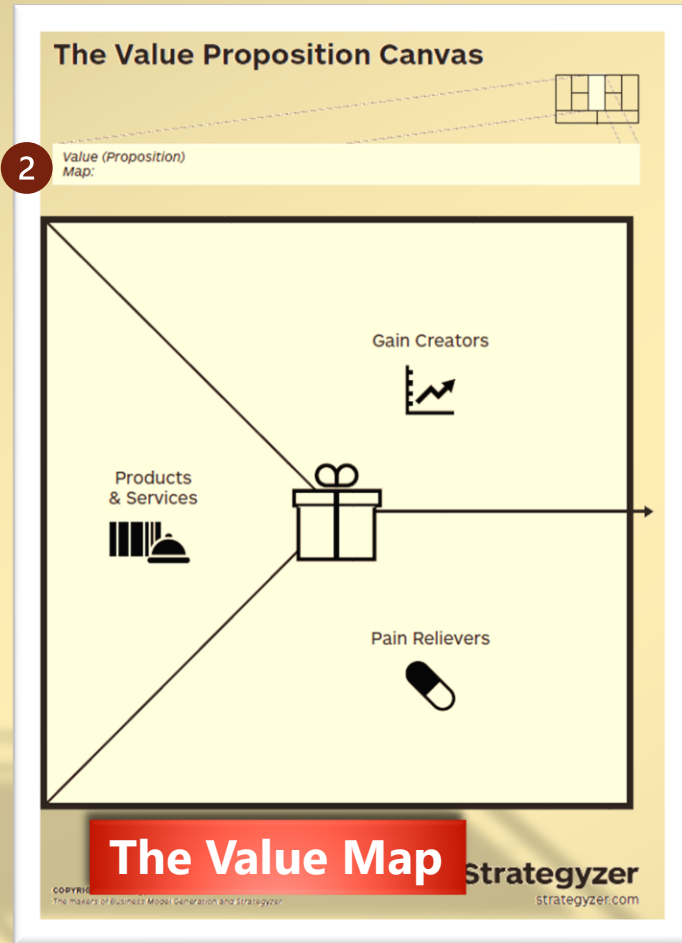 The Value Proposition Canvas
2
Value (Proposition)
Map:
Gain Creators
Products
& Services
Pain Relievers
The Value Map
Strategyzer
COPYRIG
The makers of Business Model Generation and Strategyzer
strategyzer.com